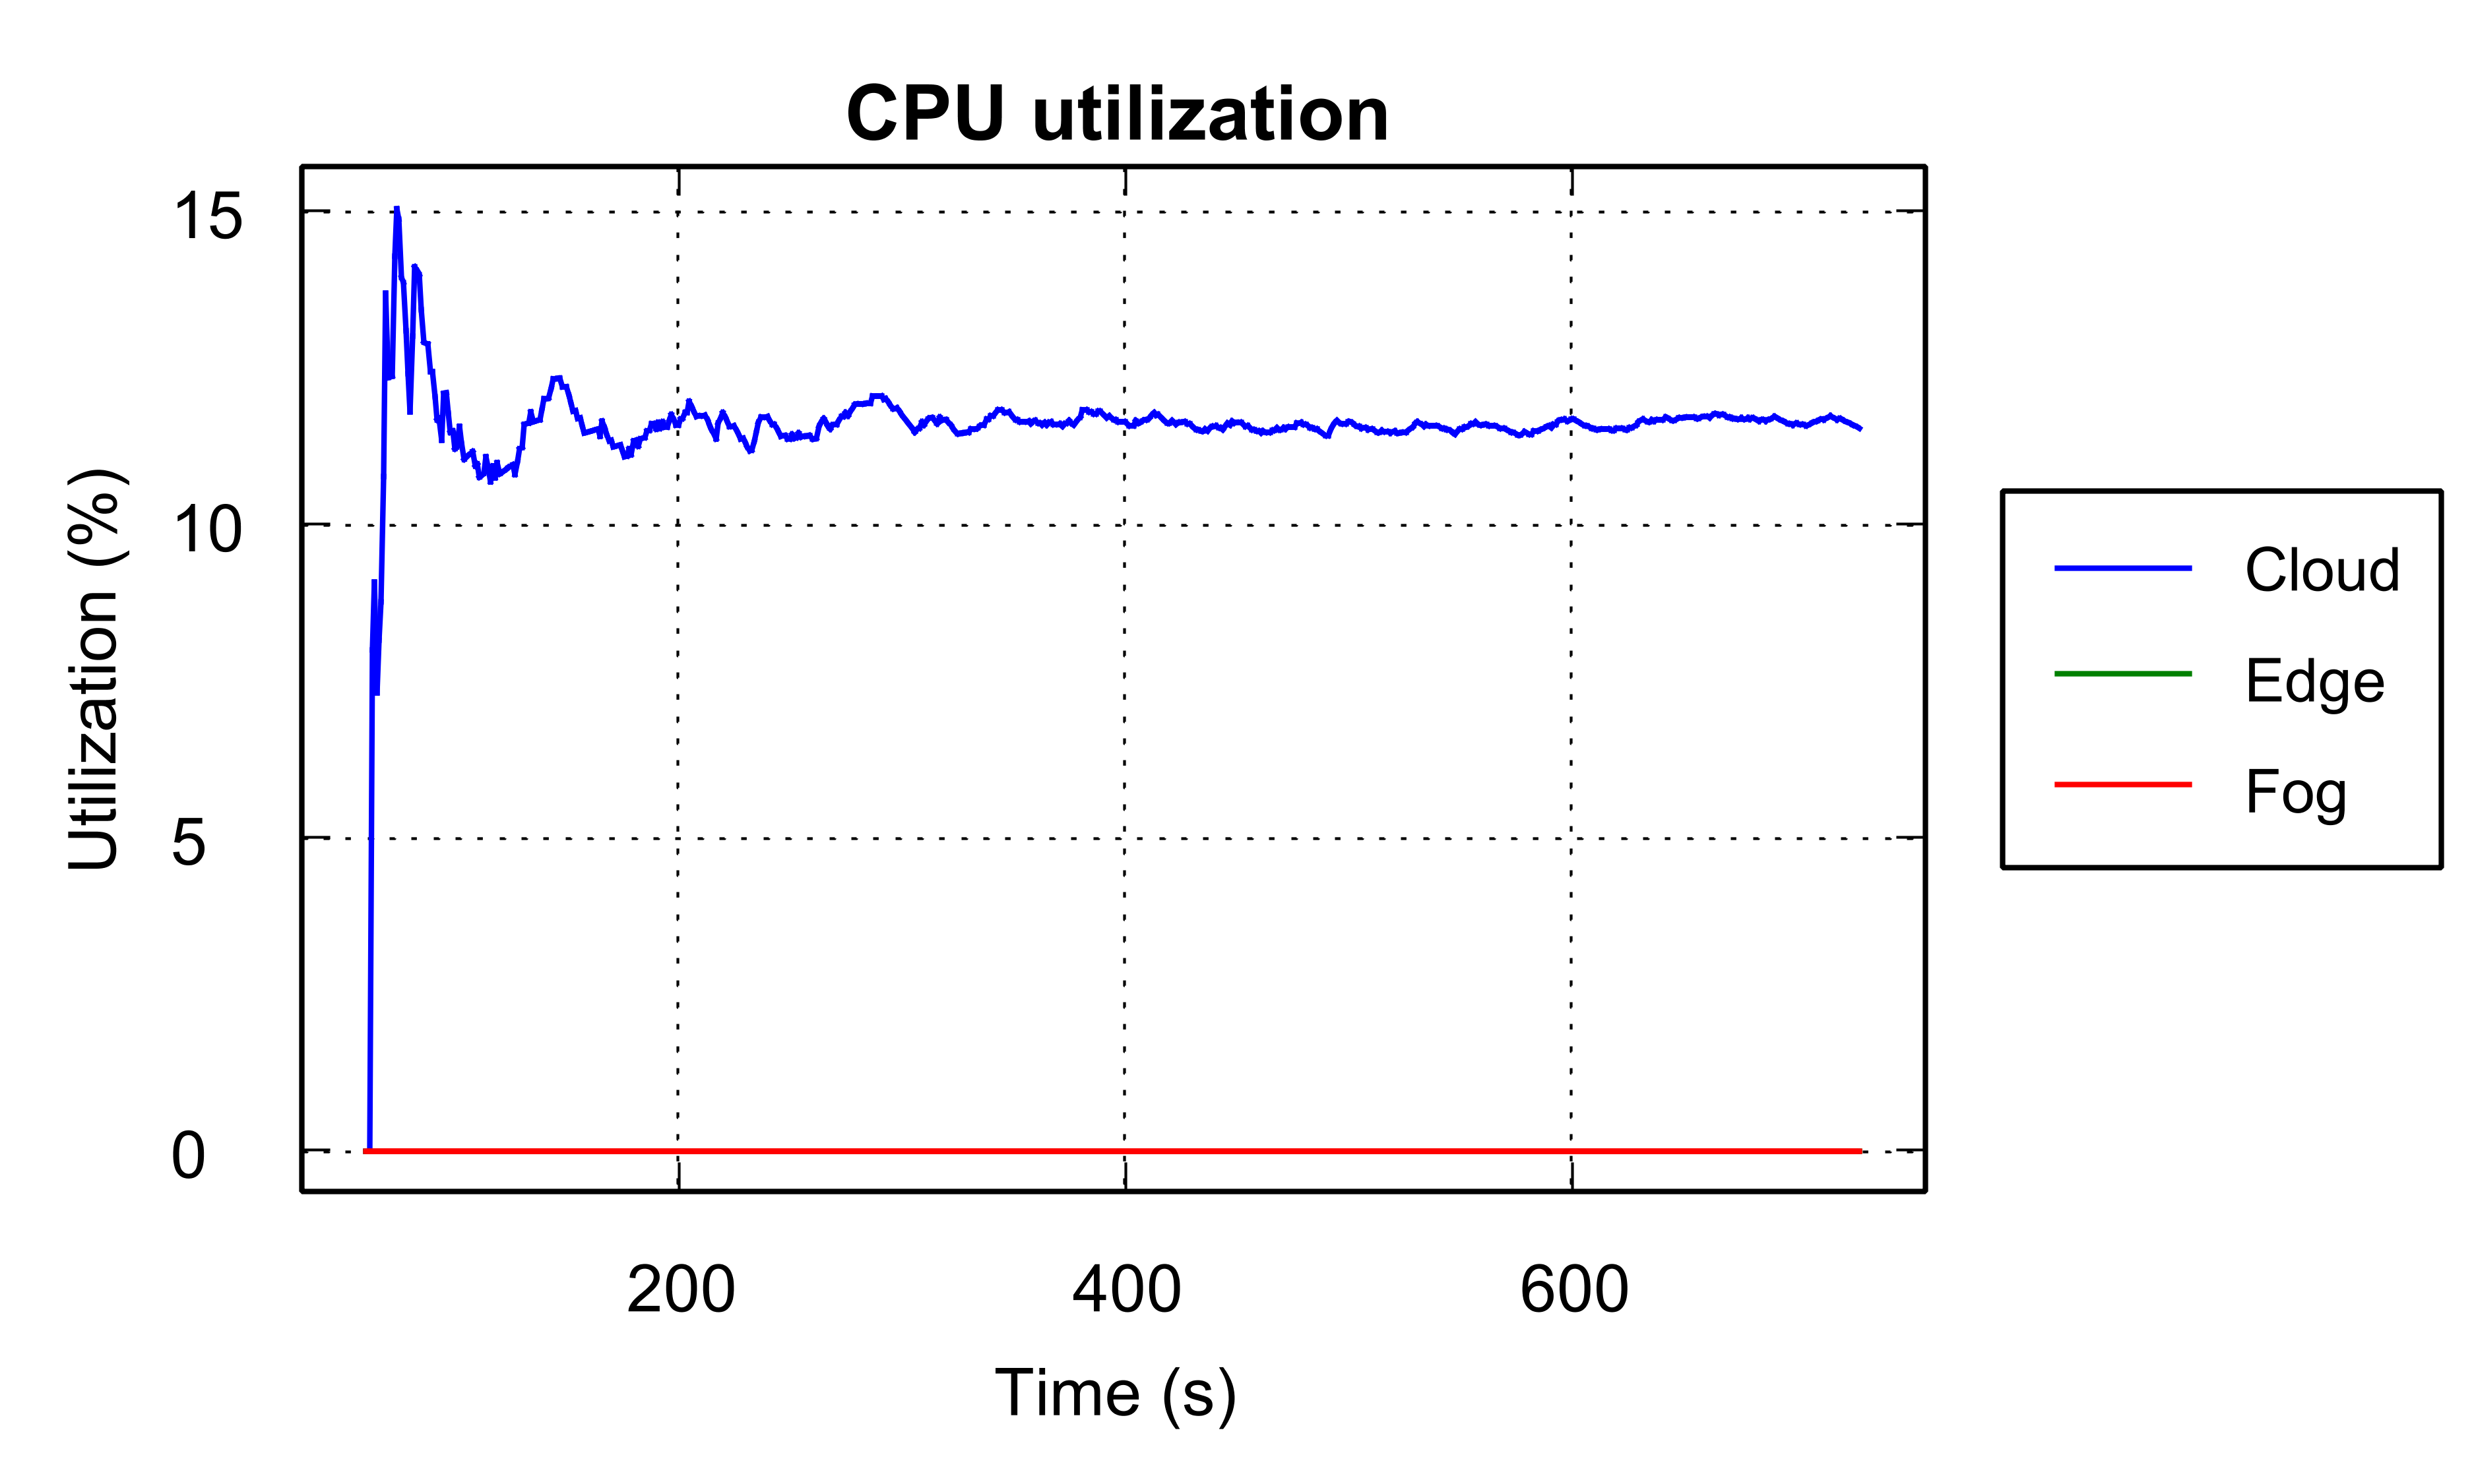 CPU utilization
15
10
5
0
Utilization (%)
200 400 600
Time (s)
Cloud
Edge
Fog